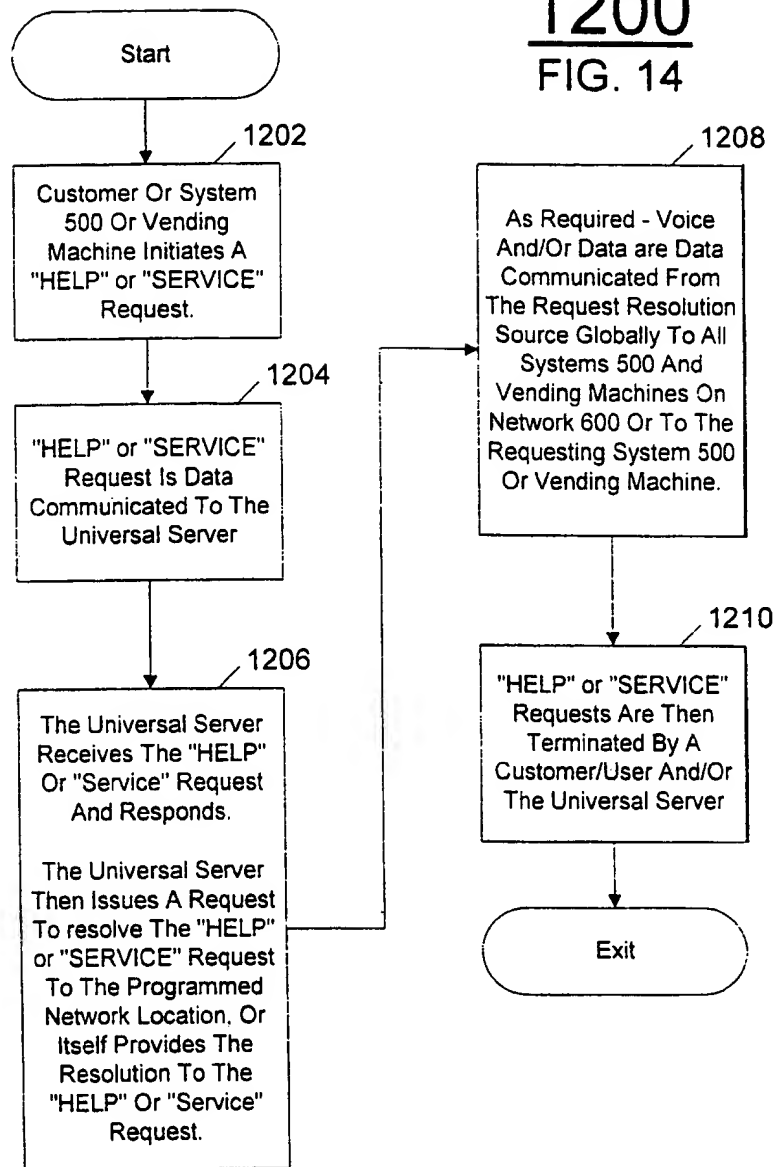 1200
FIG. 14
Start
1202
Customer Or System
500 Or Vending
Machine Initiates A
"HELP" or "SERVICE"
Request.
1204
"HELP" or "SERVICE"
Request Is Data
Communicated To The
Universal Server
1206
The Universal Server
Receives The "HELP"
Or "Service" Request
And Responds.
The Universal Server
Then Issues A Request
To resolve The "HELP"
or "SERVICE" Request
To The Programmed
Network Location, Or
Itself Provides The
Resolution To The
"HELP" Or "Service"
Request.
1208
As Required - Voice
And/Or Data are Data
Communicated From
The Request Resolution
Source Globally To All
Systems 500 And
Vending Machines On
Network 600 Or To The
Requesting System 500
Or Vending Machine.
1210
"HELP" or "SERVICE"
Requests Are Then
Terminated By A
Customer/User And/Or
The Universal Server
Exit